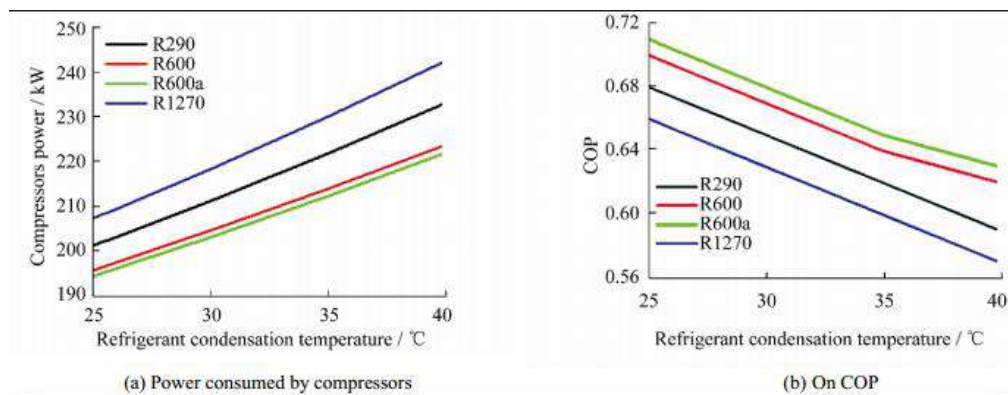 250
240
230
220
210
200
190
Compressors power / kW
R290
R600
R600a
R1270
25
30
35
40
Refrigerant condensation temperature / ℃
(a) Power consumed by compressors
0.72
0.68
0.64
0.60
0.56
COP
R290
R600
R600a
R1270
25
30
35
40
Refrigerant condensation temperature / ℃
(b) On COP